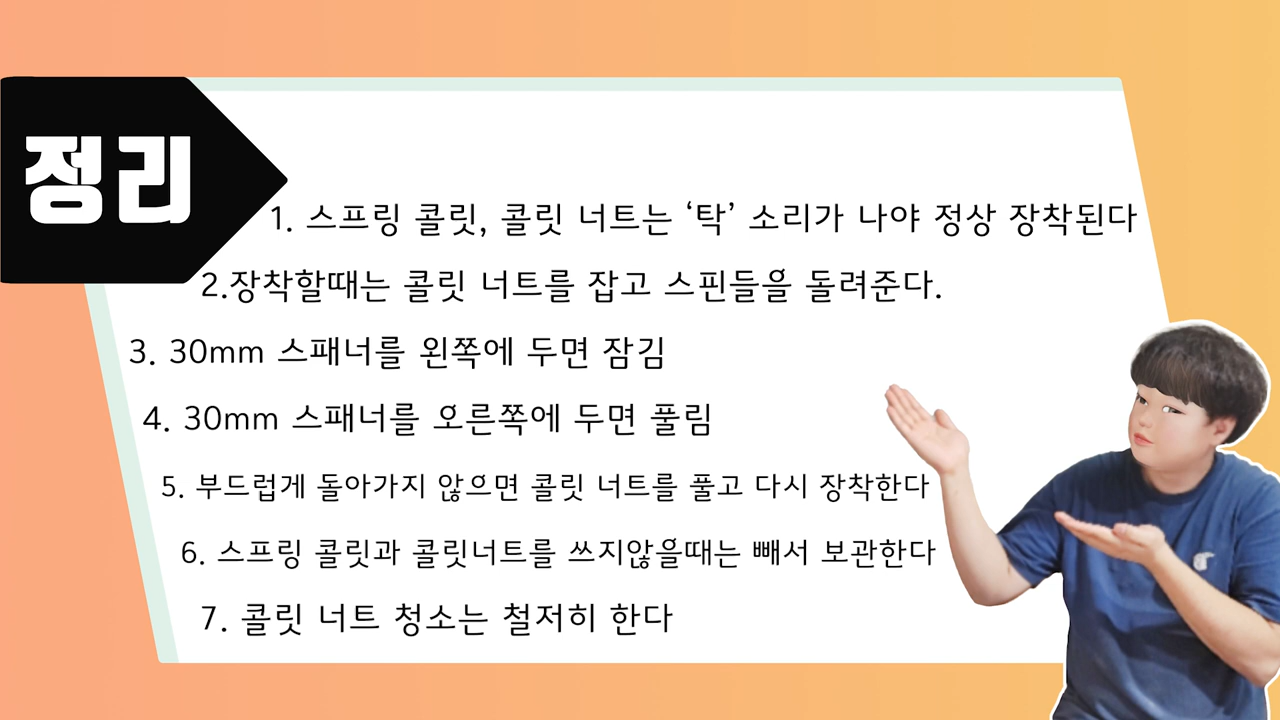 정리
1. 스프링 콜릿, 콜릿 너트는 ‘탁’ 소리가 나야 정상 장착된다
2.장착할때는 콜릿 너트를 잡고 스핀들을 돌려준다.
3. 30mm 스패너를 왼쪽에 두면 잠김
4. 30mm 스패너를 오른쪽에 두면 풀림
5. 부드럽게 돌아가지 않으면 콜릿 너트를 풀고 다시 장착한다
6. 스프링 콜릿과 콜릿너트를 쓰지않을때는 빼서 보관한다
7. 콜릿 너트 청소는 철저히 한다